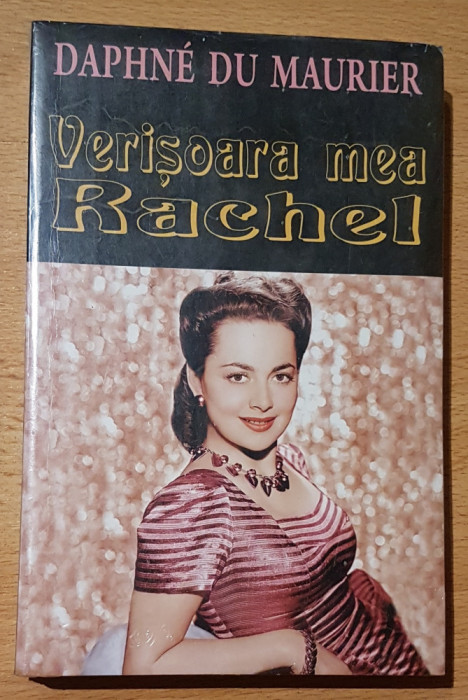 DAPHNÉ DU MAURIER
Verişoara mea
Rachel